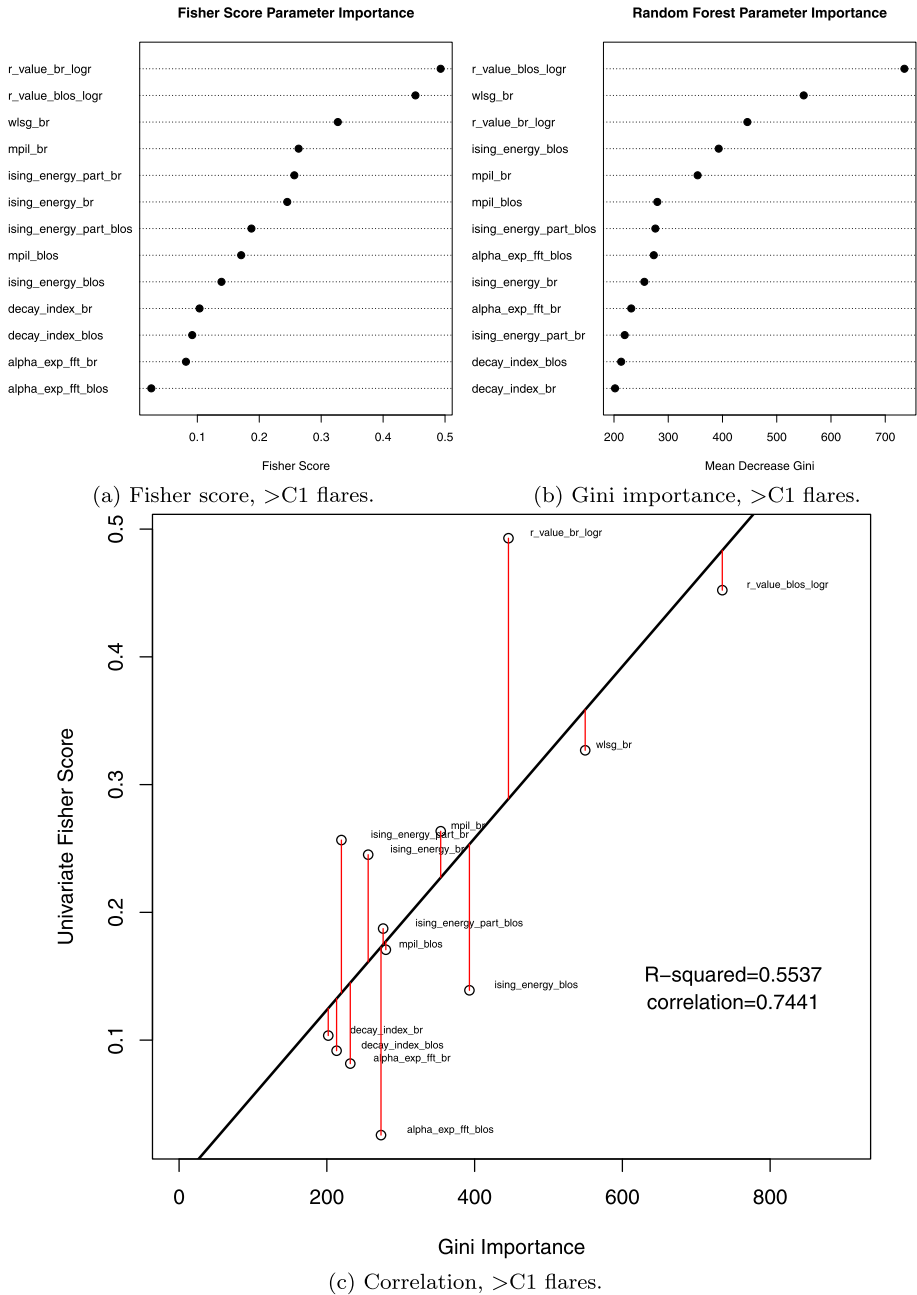 Fisher Score Parameter Importance
r_value_br_logr
r_value_blos_logr
wlsg_br
mpil_br
ising_energy_part_br
ising_energy_br
ising_energy_part_blos
mpil_blos
ising_energy_blos
decay_index_br
decay_index_blos
alpha_exp_fft_br
alpha_exp_fft_blos
0.1 0.2 0.3 0.4 0.5
Fisher Score
(a) Fisher score, >C1 flares.
Random Forest Parameter Importance
r_value_blos_logr
wlsg_br
r_value_br_logr
ising_energy_blos
mpil_br
mpil_blos
ising_energy_part_blos
alpha_exp_fft_blos
ising_energy_br
alpha_exp_fft_br
ising_energy_part_br
decay_index_blos
decay_index_br
200 300 400 500 600 700
Mean Decrease Gini
(b) Gini importance, >C1 flares.
Univariate Fisher Score
0.5
0.4
0.3
0.2
0.1
r_value_br_logr
r_value_blos_logr
wlsg_br
mpil_br
ising_energy_part_br
ising_energy_br
ising_energy_part_blos
mpil_blos
ising_energy_blos
R-squared=0.5537
correlation=0.7441
decay_index_br
decay_index_blos
alpha_exp_fft_br
alpha_exp_fft_blos
0 200 400 600 800
Gini Importance
(c) Correlation, >C1 flares.